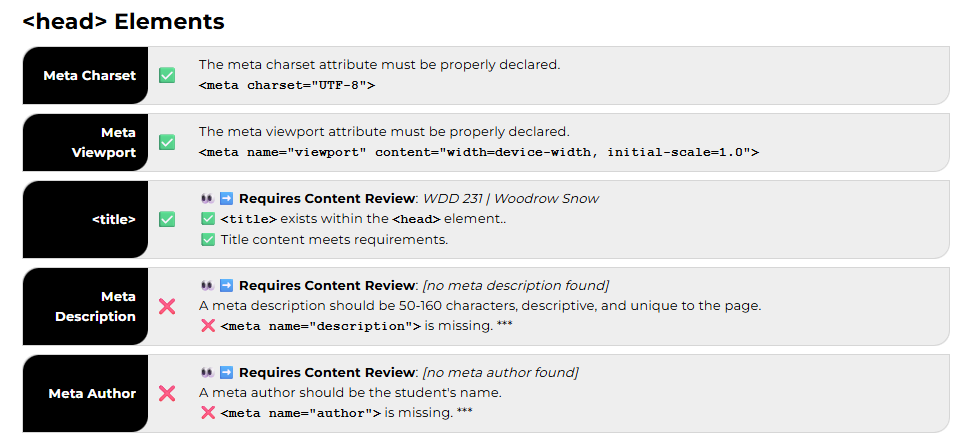 <head> Elements
Meta Charset
The meta charset attribute must be properly declared.
<meta charset="UTF-8">
Meta
Viewport
The meta viewport attribute must be properly declared.
<meta name="viewport" content="width=device-width, initial-scale=1.0">
<title>
Requires Content Review: WDD 231 | Woodrow Snow
<title> exists within the <head> element..
Title content meets requirements.
Meta
Description
Requires Content Review: [no meta description found]
A meta description should be 50-160 characters, descriptive, and unique to the page.
<meta name="description"> is missing. ***
Meta Author
Requires Content Review: [no meta author found]
A meta author should be the student's name.
<meta name="author"> is missing. ***